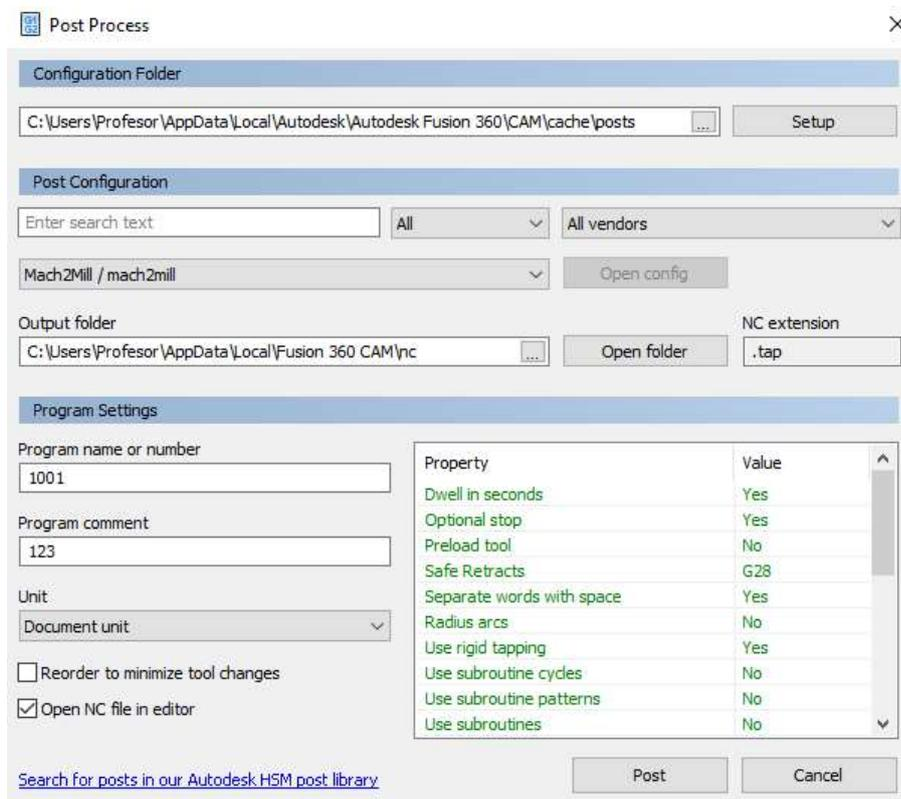 G1
G2
Post Process
Configuration Folder
C:\Users\Profesor\AppData\Local\Autodesk\Autodesk Fusion 360\CAM\cache\posts ... Setup
Post Configuration
Enter search text All All vendors
Mach2Mill / mach2mill Open config
Output folder NC extension
C:\Users\Profesor\AppData\Local\Fusion 360 CAM\nc ... Open folder .tap
Program Settings
Program name or number
1001
Program comment
123
Unit
Document unit
Reorder to minimize tool changes
Open NC file in editor
Property Value
Dwell in seconds Yes
Optional stop Yes
Preload tool No
Safe Retracts G28
Separate words with space Yes
Radius arcs No
Use rigid tapping Yes
Use subroutine cycles No
Use subroutine patterns No
Use subroutines No
Search for posts in our Autodesk HSM post library
Post Cancel